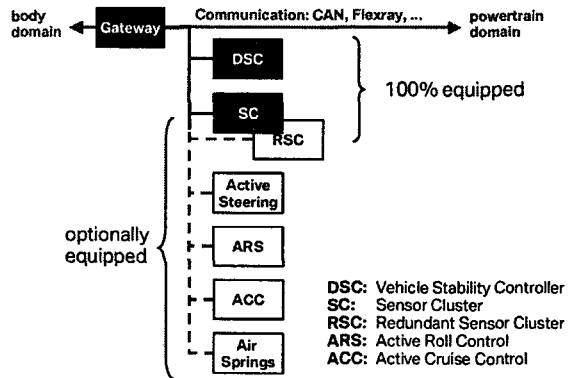 body
domain
Gateway
Communication: CAN, Flexray, ...
powertrain
domain
DSC
100% equipped
SC
RSC
optionally
equipped
Active
Steering
ARS
ACC
Air
Springs
DSC: Vehicle Stability Controller
SC: Sensor Cluster
RSC: Redundant Sensor Cluster
ARS: Active Roll Control
ACC: Active Cruise Control